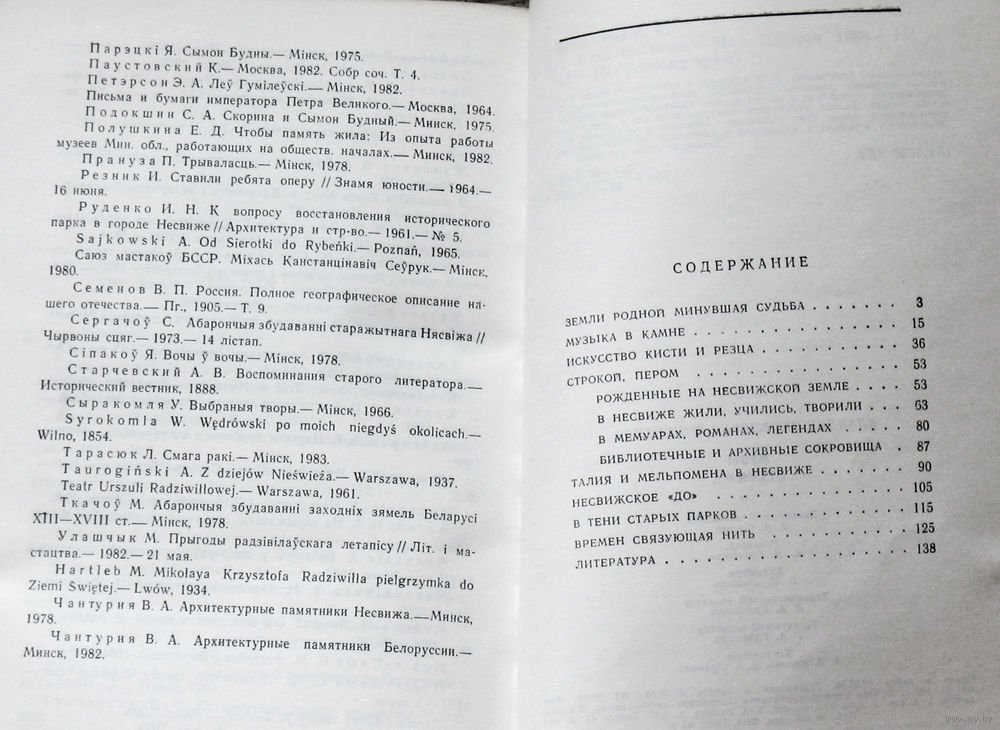 Парэцкі Я. Сымон Будны.— Мінск, 1975.
Паустовский К.— Москва, 1982. Собр соч. Т. 4.
Петэрсон Э. А. Леў Гумілеўскі.— Мінск, 1982.
Письма и бумаги императора Петра Великого.— Москва, 1964.
Подокшин С. А. Скорина и Сымон Будный.— Минск, 1975.
Полушкина Е. Д. Чтобы память жила: Из опыта работы
музеев Мин. обл., работающих на обществ. началах.— Минск, 1982.
Прануза П. Трываласць.— Мінск, 1978.
Резник И. Ставили ребята оперу // Знамя юности.— 1964.—
16 июня.
Руденко И. Н. К вопросу восстановления исторического
парка в городе Несвиже // Архитектура и стр-во.— 1961.— № 5.
Sajkowski A. Od Sierotki do Rybeńki.— Poznań, 1965.
Саюз мастакоў БССР. Міхась Канстанцінавіч Сеўрук.— Мінск,
1980.
Семенов В. П. Россия. Полное географическое описание на-
шего отечества.— Пг., 1905.— Т. 9.
Сергачоў С. Абарончыя збудаванні старажытнага Нясвіжа //
Чырвоны сцяг.— 1973.— 14 лістап.
Сіпакоў Я. Вочы ў вочы.— Мінск, 1978.
Старчевский А. В. Воспоминания старого литератора.—
Исторический вестник, 1888.
Сыракомля У. Выбраныя творы.— Мінск, 1966.
Syrokomla W. Wędrówski po moich niegdyś okolicach.—
Wilno, 1854.
Тарасюк Л. Смага ракі.— Мінск, 1983.
Taurogiński A. Z dziejów Nieświeża.— Warszawa, 1937.
Teatr Urszuli Radziwiłłowej.— Warszawa, 1961.
Ткачоў М. Абарончыя збудаванні заходніх зямель Беларусі
XIII—XVIII ст.— Мінск, 1978.
Улашчык М. Прыгоды радзівілаўскага летапісу // Літ. і ма-
стацтва.— 1982.— 21 мая.
Hartleb M. Mikołaya Krzysztofa Radziwilla pielgrzymka do
Ziemi Świętej.— Lwów, 1934.
Чантурия В. А. Архитектурные памятники Несвижа.—Минск,
1978.
Чантурия В. А. Архитектурные памятники Белоруссии.—
Минск, 1982.
СОДЕРЖАНИЕ
ЗЕМЛИ РОДНОЙ МИНУВШАЯ СУДЬБА . . . . . . . 3
МУЗЫКА В КАМНЕ . . . . . . . . . . . . . 15
ИСКУССТВО КИСТИ И РЕЗЦА . . . . . . . . . 36
СТРОКОЙ, ПЕРОМ . . . . . . . . . . . . . 53
РОЖДЕННЫЕ НА НЕСВИЖСКОЙ ЗЕМЛЕ . . . . 53
В НЕСВИЖЕ ЖИЛИ, УЧИЛИСЬ, ТВОРИЛИ . . . 63
В МЕМУАРАХ, РОМАНАХ, ЛЕГЕНДАХ . . . . . 80
БИБЛИОТЕЧНЫЕ И АРХИВНЫЕ СОКРОВИЩА . 87
ТАЛИЯ И МЕЛЬПОМЕНА В НЕСВИЖЕ . . . . . . 90
НЕСВИЖСКОЕ «ДО» . . . . . . . . . . . . 105
В ТЕНИ СТАРЫХ ПАРКОВ . . . . . . . . . . 115
ВРЕМЕН СВЯЗУЮЩАЯ НИТЬ . . . . . . . . . 125
ЛИТЕРАТУРА . . . . . . . . . . . . . . . 138
www.ay.by